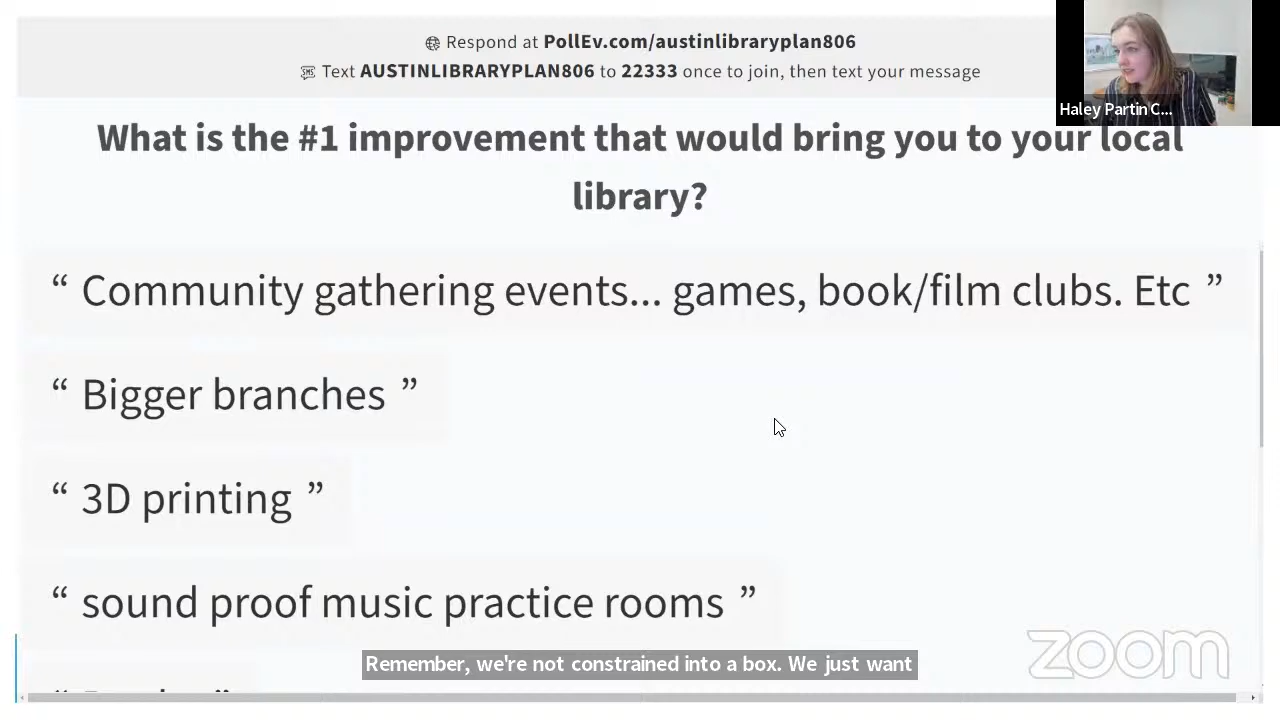 Respond at PollEv.com/austinlibraryplan806
Text AUSTINLIBRARYPLAN806 to 22333 once to join, then text your message
Haley Partin C...
What is the #1 improvement that would bring you to your local
library?
“ Community gathering events... games, book/film clubs. Etc ”
“ Bigger branches ”
“ 3D printing ”
“ sound proof music practice rooms ”
Remember, we're not constrained into a box. We just want
zoom